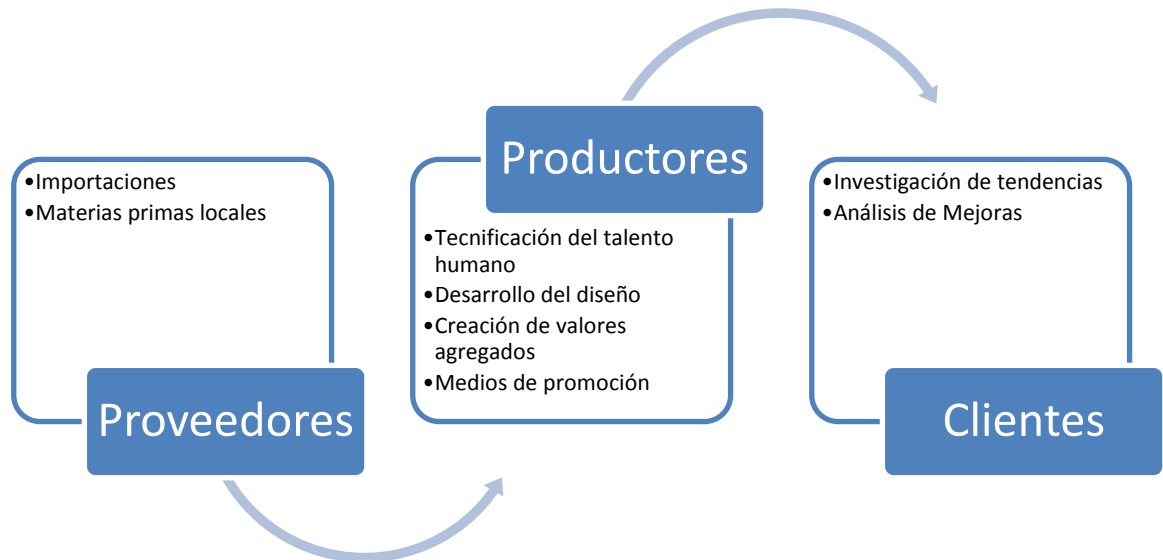 •Importaciones
•Materias primas locales
Proveedores
Productores
•Tecnificación del talento
humano
•Desarrollo del diseño
•Creación de valores
agregados
•Medios de promoción
•Investigación de tendencias
•Análisis de Mejoras
Clientes